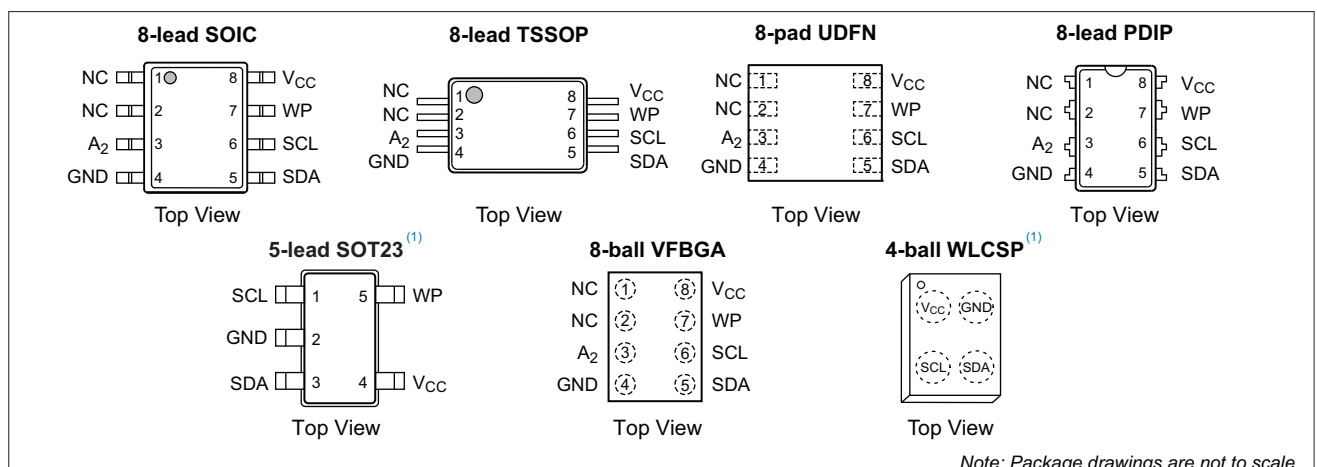 8-lead SOIC
NC 1 8 VCC
NC 2 7 WP
A2 3 6 SCL
GND 4 5 SDA
Top View
8-lead TSSOP
NC 1 8 VCC
NC 2 7 WP
A2 3 6 SCL
GND 4 5 SDA
Top View
8-pad UDFN
NC 1 8 VCC
NC 2 7 WP
A2 3 6 SCL
GND 4 5 SDA
Top View
8-lead PDIP
NC 1 8 VCC
NC 2 7 WP
A2 3 6 SCL
GND 4 5 SDA
Top View
5-lead SOT23(1)
SCL 1 5 WP
GND 2
SDA 3 4 VCC
Top View
8-ball VFBGA
NC 1 8 VCC
NC 2 7 WP
A2 3 6 SCL
GND 4 5 SDA
Top View
4-ball WLCSP(1)
VCC GND
SCL SDA
Top View
Note: Package drawings are not to scale